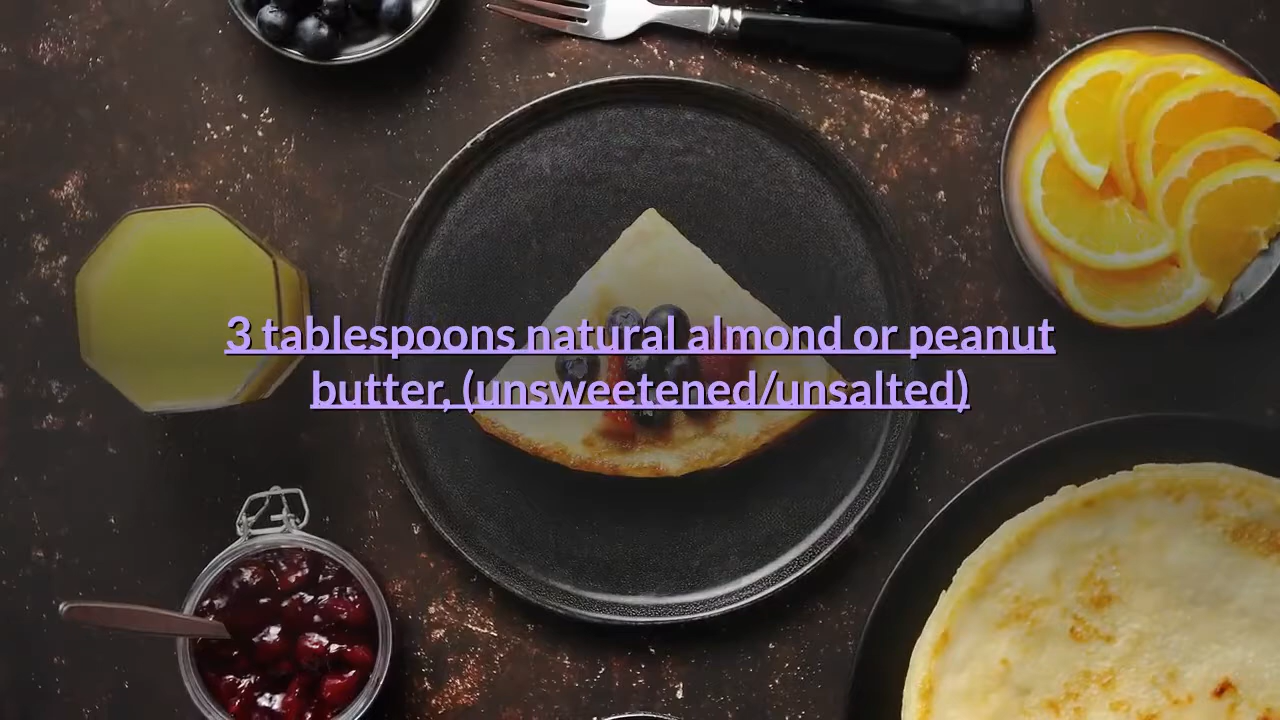 3 tablespoons natural almond or peanut
butter, (unsweetened/unsalted)